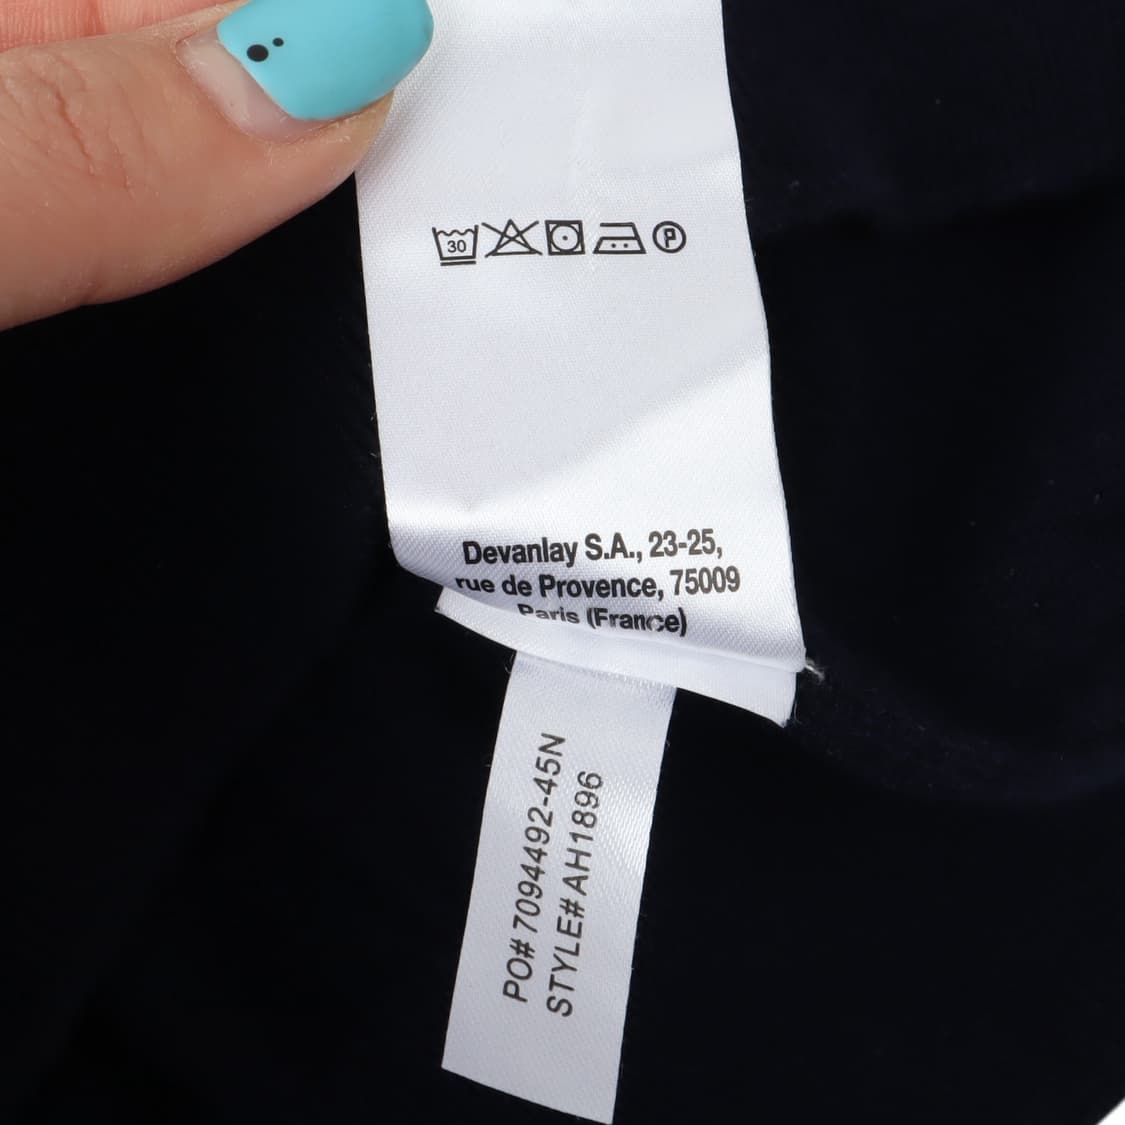 30
P
Devanlay S.A., 23-25,
rue de Provence, 75009
Paris (France)
PO# 7094492-45N
STYLE# AH1896